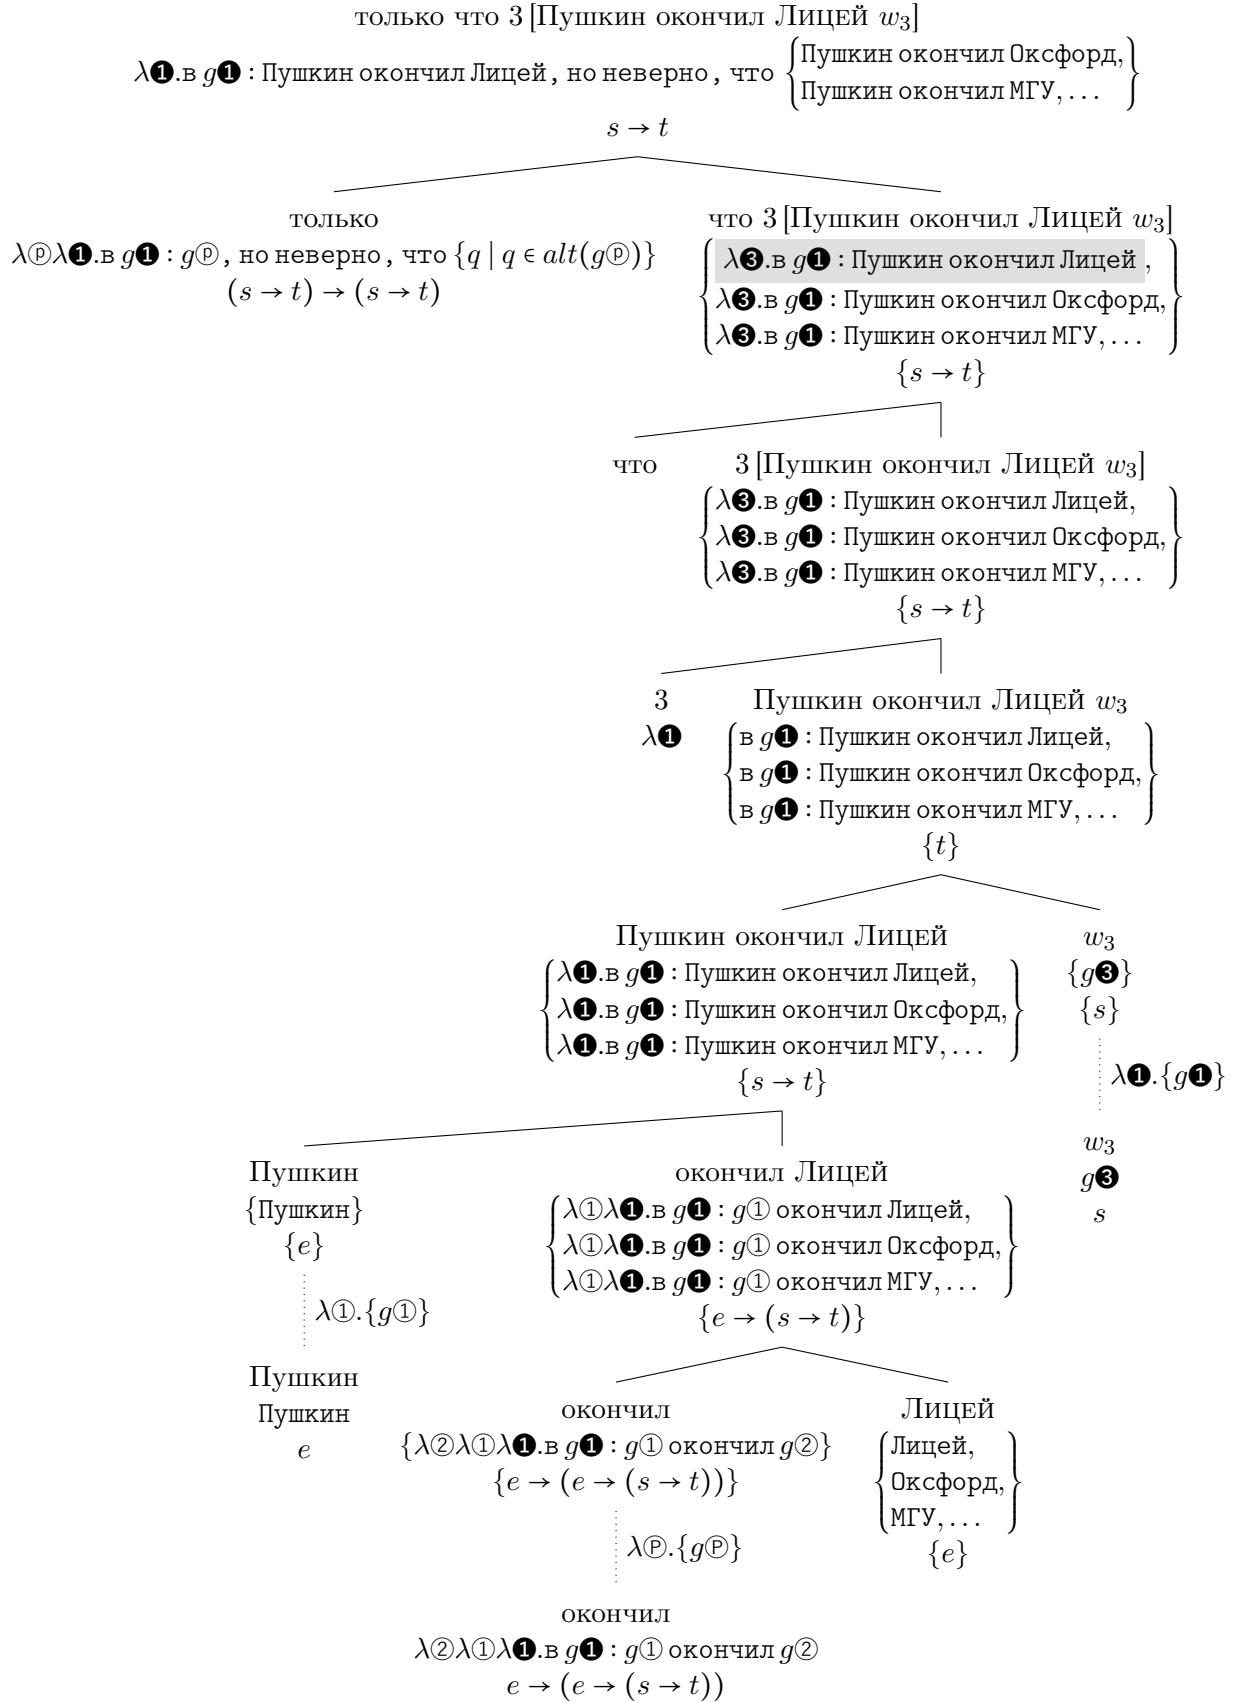 только что 3 [Пушкин окончил Лицей w₃]
λ❶.в g❶ : Пушкин окончил Лицей, но неверно, что {Пушкин окончил Оксфорд,
Пушкин окончил МГУ, …}
s → t
только
λⓟλ❶.в g❶ : gⓟ, но неверно, что {q | q ∈ alt(gⓟ)}
(s → t) → (s → t)
что 3 [Пушкин окончил Лицей w₃]
{λ❸.в g❶ : Пушкин окончил Лицей,
λ❸.в g❶ : Пушкин окончил Оксфорд,
λ❸.в g❶ : Пушкин окончил МГУ, …}
{s → t}
что
3 [Пушкин окончил Лицей w₃]
{λ❸.в g❶ : Пушкин окончил Лицей,
λ❸.в g❶ : Пушкин окончил Оксфорд,
λ❸.в g❶ : Пушкин окончил МГУ, …}
{s → t}
3
λ❶
Пушкин окончил Лицей w₃
{в g❶ : Пушкин окончил Лицей,
в g❶ : Пушкин окончил Оксфорд,
в g❶ : Пушкин окончил МГУ, …}
{t}
Пушкин окончил Лицей
{λ❶.в g❶ : Пушкин окончил Лицей,
λ❶.в g❶ : Пушкин окончил Оксфорд,
λ❶.в g❶ : Пушкин окончил МГУ, …}
{s → t}
w₃
{g❸}
{s}
λ❶.{g❶}
w₃
g❸
s
Пушкин
{Пушкин}
{e}
λ①.{g①}
Пушкин
Пушкин
e
окончил Лицей
{λ①λ❶.в g❶ : g① окончил Лицей,
λ①λ❶.в g❶ : g① окончил Оксфорд,
λ①λ❶.в g❶ : g① окончил МГУ, …}
{e → (s → t)}
окончил
{λ②λ①λ❶.в g❶ : g① окончил g②}
{e → (e → (s → t))}
λⓅ.{gⓅ}
окончил
λ②λ①λ❶.в g❶ : g① окончил g②
e → (e → (s → t))
Лицей
{Лицей,
Оксфорд,
МГУ, …}
{e}